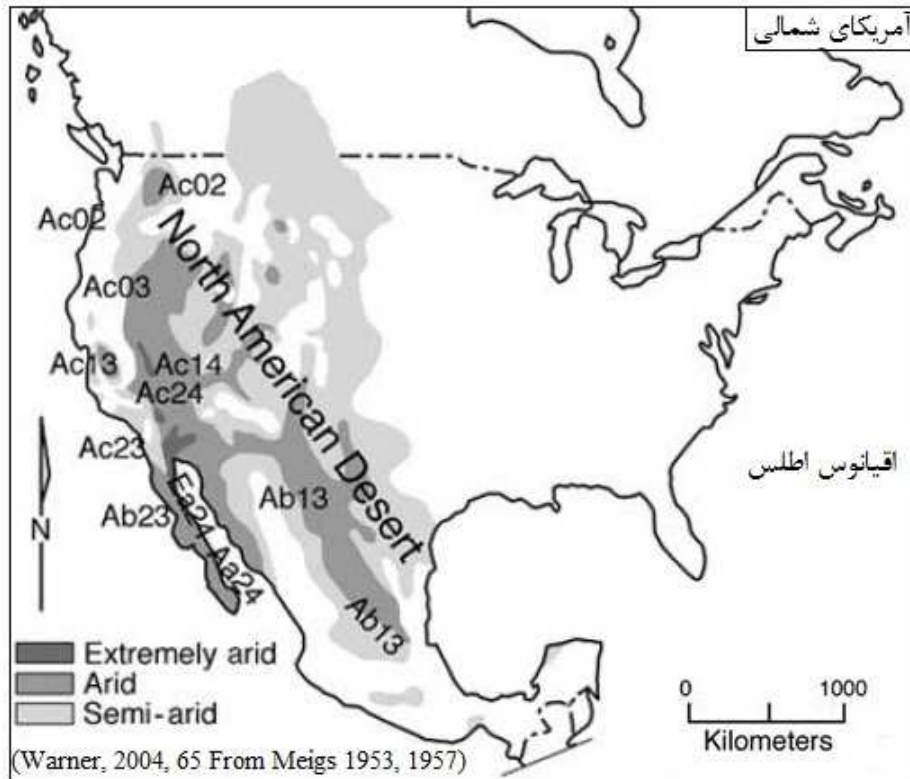 آمریکای شمالی
Ac02
Ac02
North American Desert
Ac03
Ac13
Ac14
Ac24
Ac23
Ea24
Ab13
Ab23
Aa24
Ab13
اقیانوس اطلس
N
Extremely arid
Arid
Semi-arid
0 1000
Kilometers
(Warner, 2004, 65 From Meigs 1953, 1957)